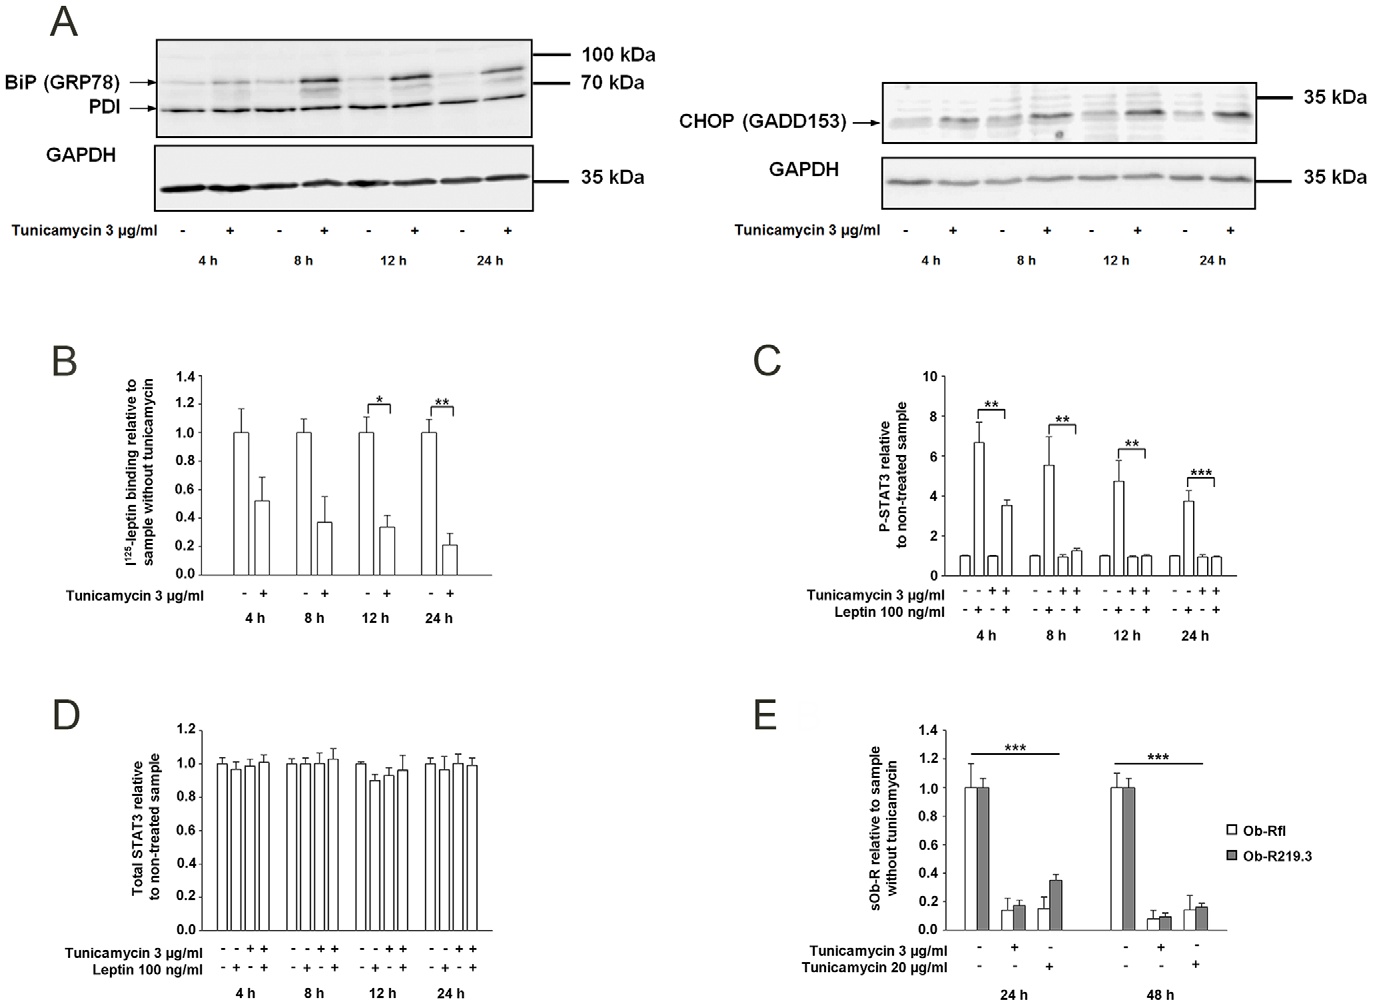 A
BiP (GRP78)
PDI
100 kDa
70 kDa
GAPDH
35 kDa
Tunicamycin 3 µg/ml - + - + - + - +
4 h 8 h 12 h 24 h
35 kDa
CHOP (GADD153)
GAPDH
35 kDa
Tunicamycin 3 µg/ml - + - + - + - +
4 h 8 h 12 h 24 h
B
I125-leptin binding relative to
sample without tunicamycin
1.4
1.2
1.0
0.8
0.6
0.4
0.2
0.0
* **
Tunicamycin 3 µg/ml - + - + - + - +
4 h 8 h 12 h 24 h
C
P-STAT3 relative
to non-treated sample
10
8
6
4
2
0
** ** ** ***
Tunicamycin 3 µg/ml - - + + - - + + - - + + - - + +
Leptin 100 ng/ml - + - + - + - + - + - + - + - +
4 h 8 h 12 h 24 h
D
Total STAT3 relative
to non-treated sample
1.2
1.0
0.8
0.6
0.4
0.2
0.0
Tunicamycin 3 µg/ml - - + + - - + + - - + + - - + +
Leptin 100 ng/ml - + - + - + - + - + - + - + - +
4 h 8 h 12 h 24 h
E
sOb-R relative to sample
without tunicamycin
1.4
1.2
1.0
0.8
0.6
0.4
0.2
0.0
*** ***
Ob-Rfl
Ob-R219.3
Tunicamycin 3 µg/ml - + - - + -
Tunicamycin 20 µg/ml - - + - - +
24 h 48 h